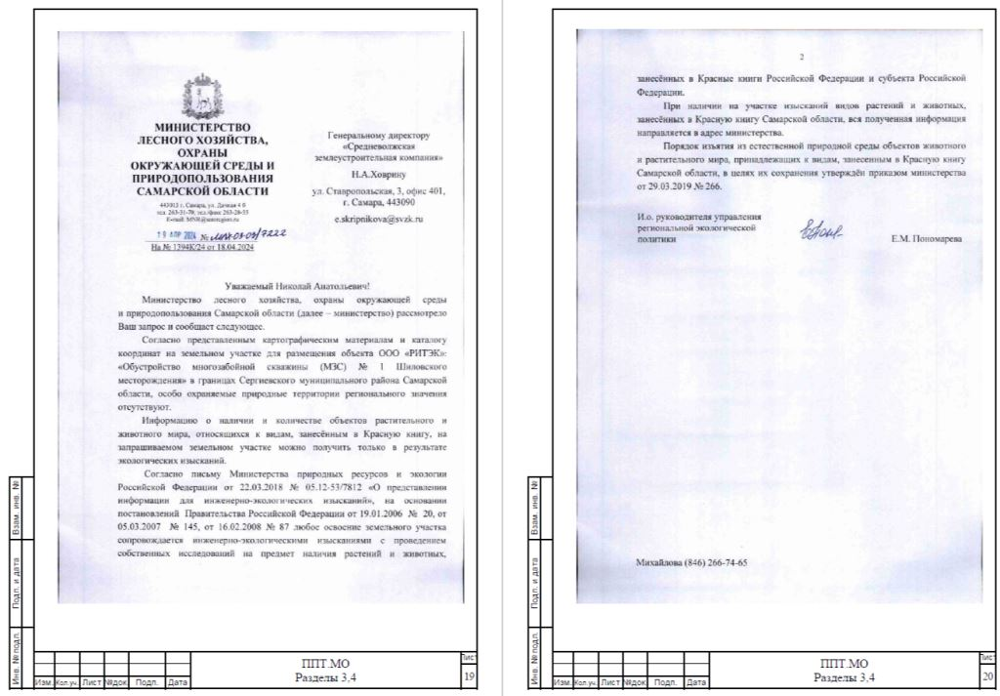 МИНИСТЕРСТВО
ЛЕСНОГО ХОЗЯЙСТВА,
ОХРАНЫ
ОКРУЖАЮЩЕЙ СРЕДЫ И
ПРИРОДОПОЛЬЗОВАНИЯ
САМАРСКОЙ ОБЛАСТИ
443013 г. Самара, ул. Дачная 4 б
тел. 263-31-70; тел./факс 263-28-55
E-mail: MNR@samregion.ru
19 АПР 2024 №
На № 1394К/24 от 18.04.2024
Генеральному директору
«Средневолжская
землеустроительная компания»
Н.А.Ховрину
ул. Ставропольская, 3, офис 401,
г. Самара, 443090
e.skripnikova@svzk.ru
Уважаемый Николай Анатольевич!
Министерство лесного хозяйства, охраны окружающей среды
и природопользования Самарской области (далее – министерство) рассмотрело
Ваш запрос и сообщает следующее.
Согласно представленным картографическим материалам и каталогу
координат на земельном участке для размещения объекта ООО «РИТЭК»:
«Обустройство многозабойной скважины (МЗС) № 1 Шиловского
месторождения» в границах Сергиевского муниципального района Самарской
области, особо охраняемые природные территории регионального значения
отсутствуют.
Информацию о наличии и количестве объектов растительного и
животного мира, относящихся к видам, занесённым в Красную книгу, на
запрашиваемом земельном участке можно получить только в результате
экологических изысканий.
Согласно письму Министерства природных ресурсов и экологии
Российской Федерации от 22.03.2018 № 05.12-53/7812 «О представлении
информации для инженерно-экологических изысканий», на основании
постановлений Правительства Российской Федерации от 19.01.2006 № 20, от
05.03.2007 № 145, от 16.02.2008 № 87 любое освоение земельного участка
сопровождается инженерно-экологическими изысканиями с проведением
собственных исследований на предмет наличия растений и животных,
Взам. инв. №
Подп. и дата
Инв. № подл.
Изм. Кол.уч. Лист №док Подп. Дата
ППТ.МО
Разделы 3,4
Лист
19
2
занесённых в Красные книги Российской Федерации и субъекта Российской
Федерации.
При наличии на участке изысканий видов растений и животных,
занесённых в Красную книгу Самарской области, вся полученная информация
направляется в адрес министерства.
Порядок изъятия из естественной природной среды объектов животного
и растительного мира, принадлежащих к видам, занесенным в Красную книгу
Самарской области, в целях их сохранения утверждён приказом министерства
от 29.03.2019 № 266.
И.о. руководителя управления
региональной экологической
политики
Е.М. Пономарева
Михайлова (846) 266-74-65
Взам. инв. №
Подп. и дата
Инв. № подл.
Изм. Кол.уч. Лист №док Подп. Дата
ППТ.МО
Разделы 3,4
Лист
20